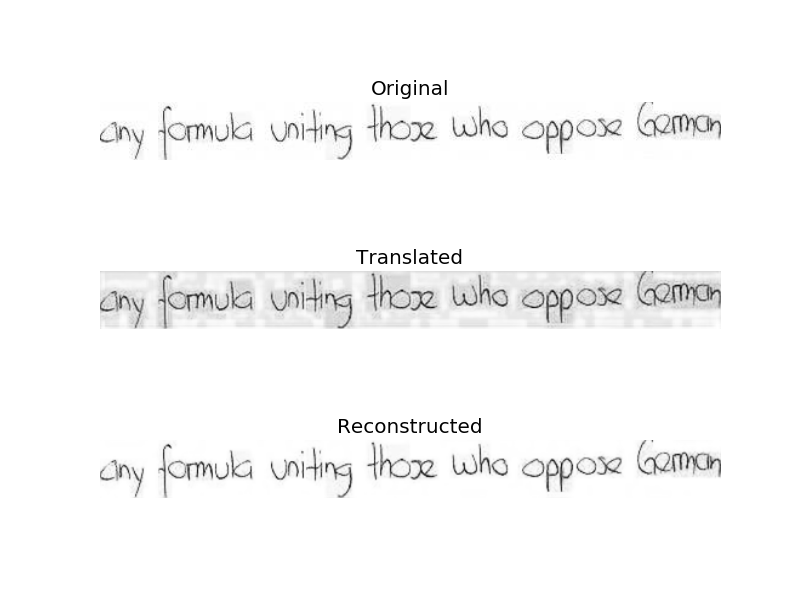 Original
any formula uniting those who oppose German
Translated
any formula uniting those who oppose German
Reconstructed
any formula uniting those who oppose German